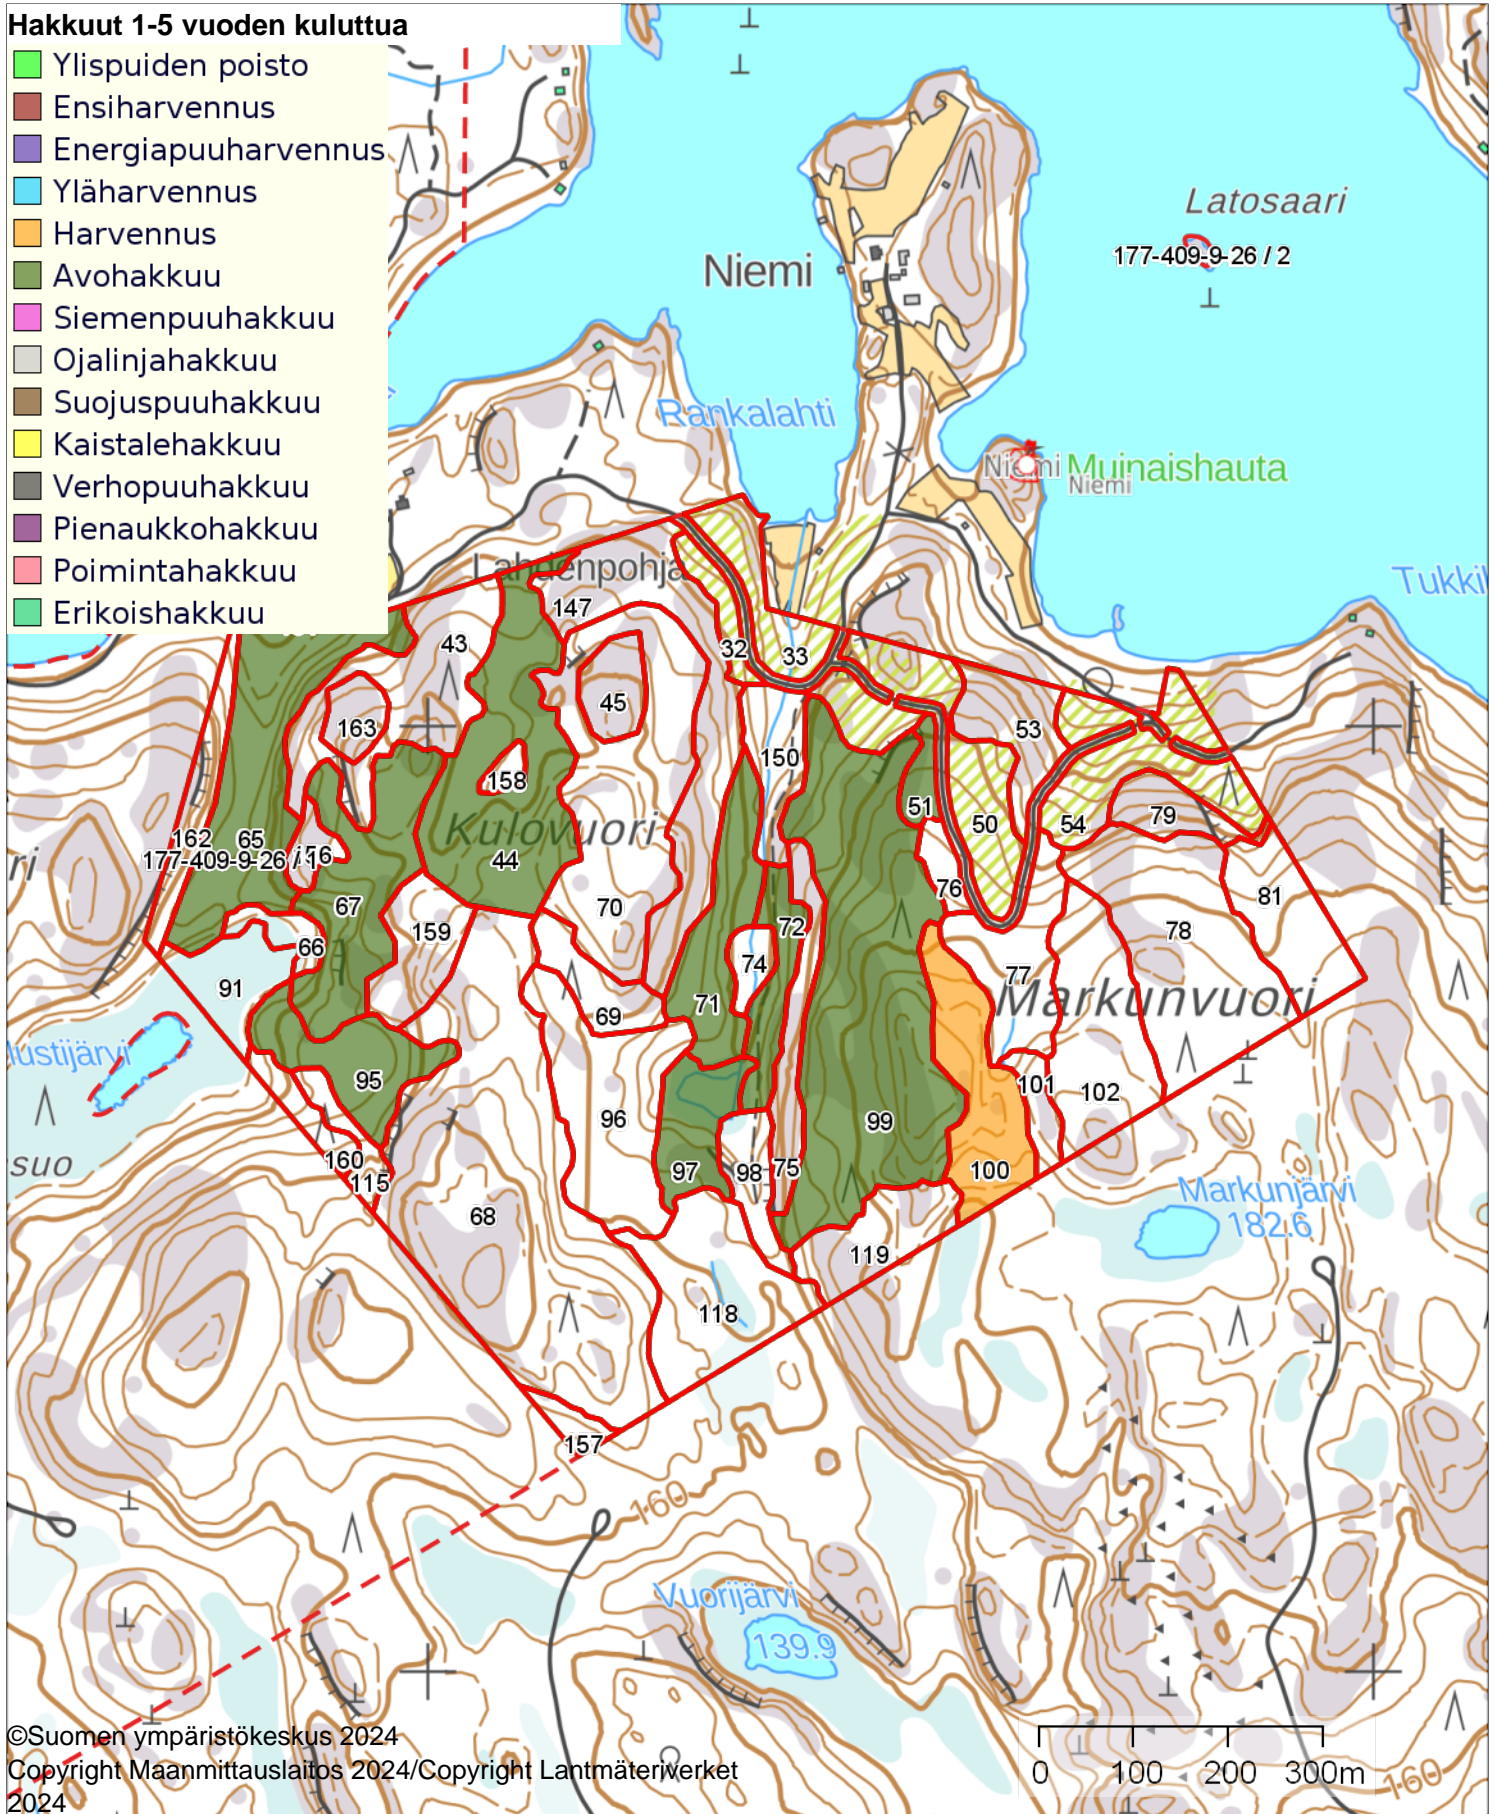 Hakkuut 1-5 vuoden kuluttua
Ylispuiden poisto
Ensiharvennus
Energiapuuharvennus
Yläharvennus
Harvennus
Avohakkuu
Siemenpuuhakkuu
Ojalinjahakkuu
Suojuspuuhakkuu
Kaistalehakkuu
Verhopuuhakkuu
Pienaukkohakkuu
Poimintahakkuu
Erikoishakkuu
Latosaari
177-409-9-26 / 2
Niemi
Rankalahti
Niemi Muinaishauta
Niemi
Lahdenpohja
147
43
32
33
45
163
53
150
158
51
50
54
79
162
65
177-409-9-26 / 1
Kulovuori
44
76
81
67
70
72
78
159
66
74
91
77
71
69
Markunvuori
95
101
102
96
99
160
115
97
98
75
100
68
Markunjärvi
182.6
119
118
157
160
Vuorijärvi
139.9
©Suomen ympäristökeskus 2024
Copyright Maanmittauslaitos 2024/Copyright Lantmäteriverket
2024
0 100 200 300m
160